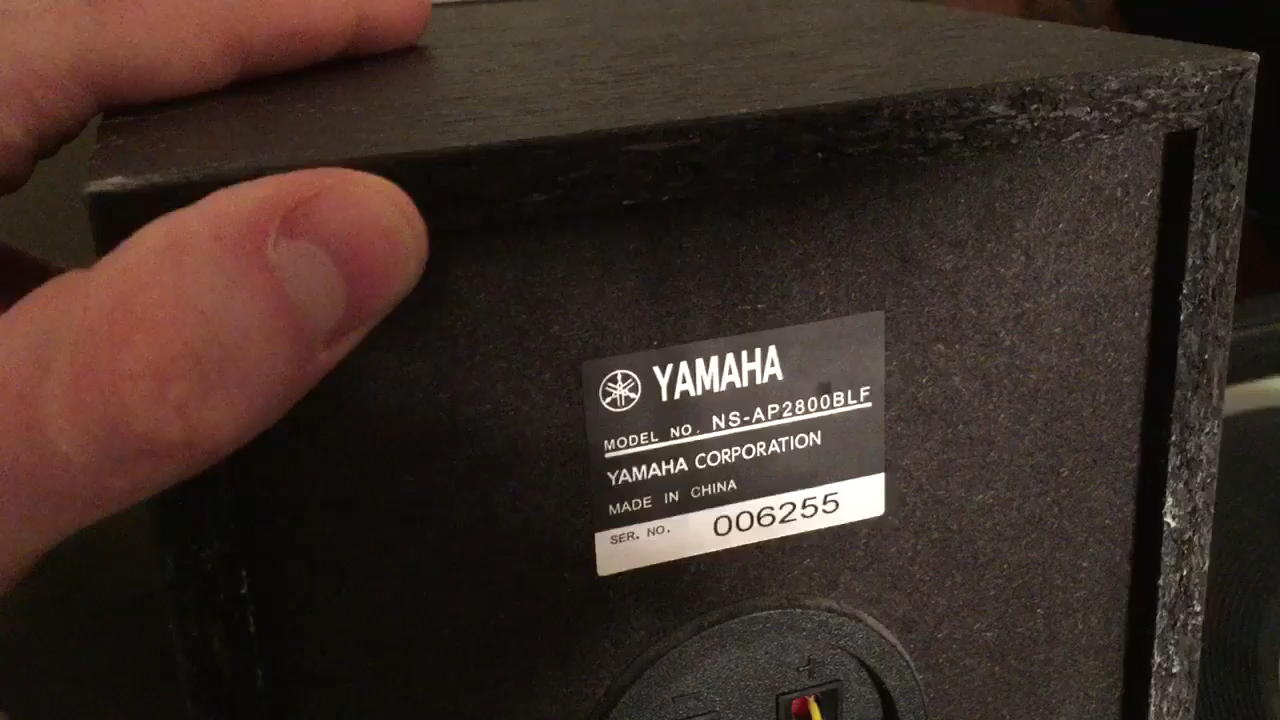 YAMAHA
MODEL NO. NS-AP2800BLF
YAMAHA CORPORATION
MADE IN CHINA
SER. NO. 006255
+